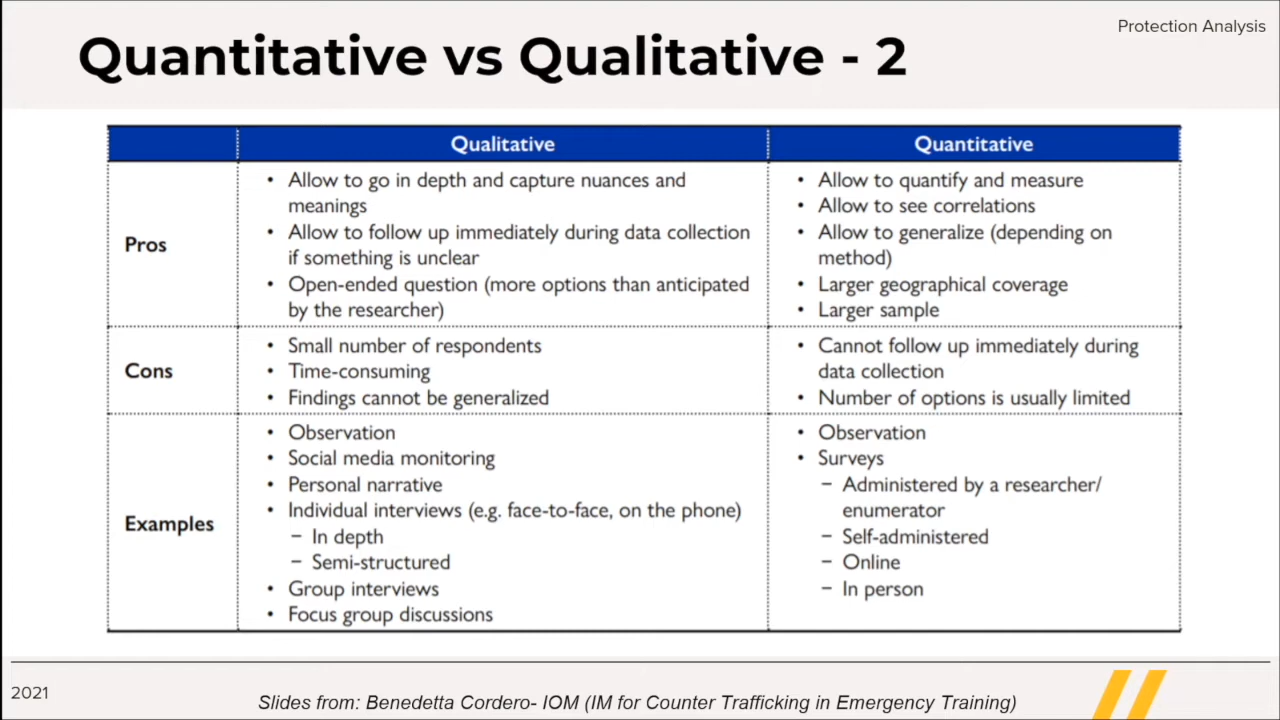 Protection Analysis
Quantitative vs Qualitative - 2
Qualitative
Quantitative
Pros
• Allow to go in depth and capture nuances and
meanings
• Allow to follow up immediately during data collection
if something is unclear
• Open-ended question (more options than anticipated
by the researcher)
• Allow to quantify and measure
• Allow to see correlations
• Allow to generalize (depending on
method)
• Larger geographical coverage
• Larger sample
Cons
• Small number of respondents
• Time-consuming
• Findings cannot be generalized
• Cannot follow up immediately during
data collection
• Number of options is usually limited
Examples
• Observation
• Social media monitoring
• Personal narrative
• Individual interviews (e.g. face-to-face, on the phone)
– In depth
– Semi-structured
• Group interviews
• Focus group discussions
• Observation
• Surveys
– Administered by a researcher/
enumerator
– Self-administered
– Online
– In person
2021
Slides from: Benedetta Cordero- IOM (IM for Counter Trafficking in Emergency Training)